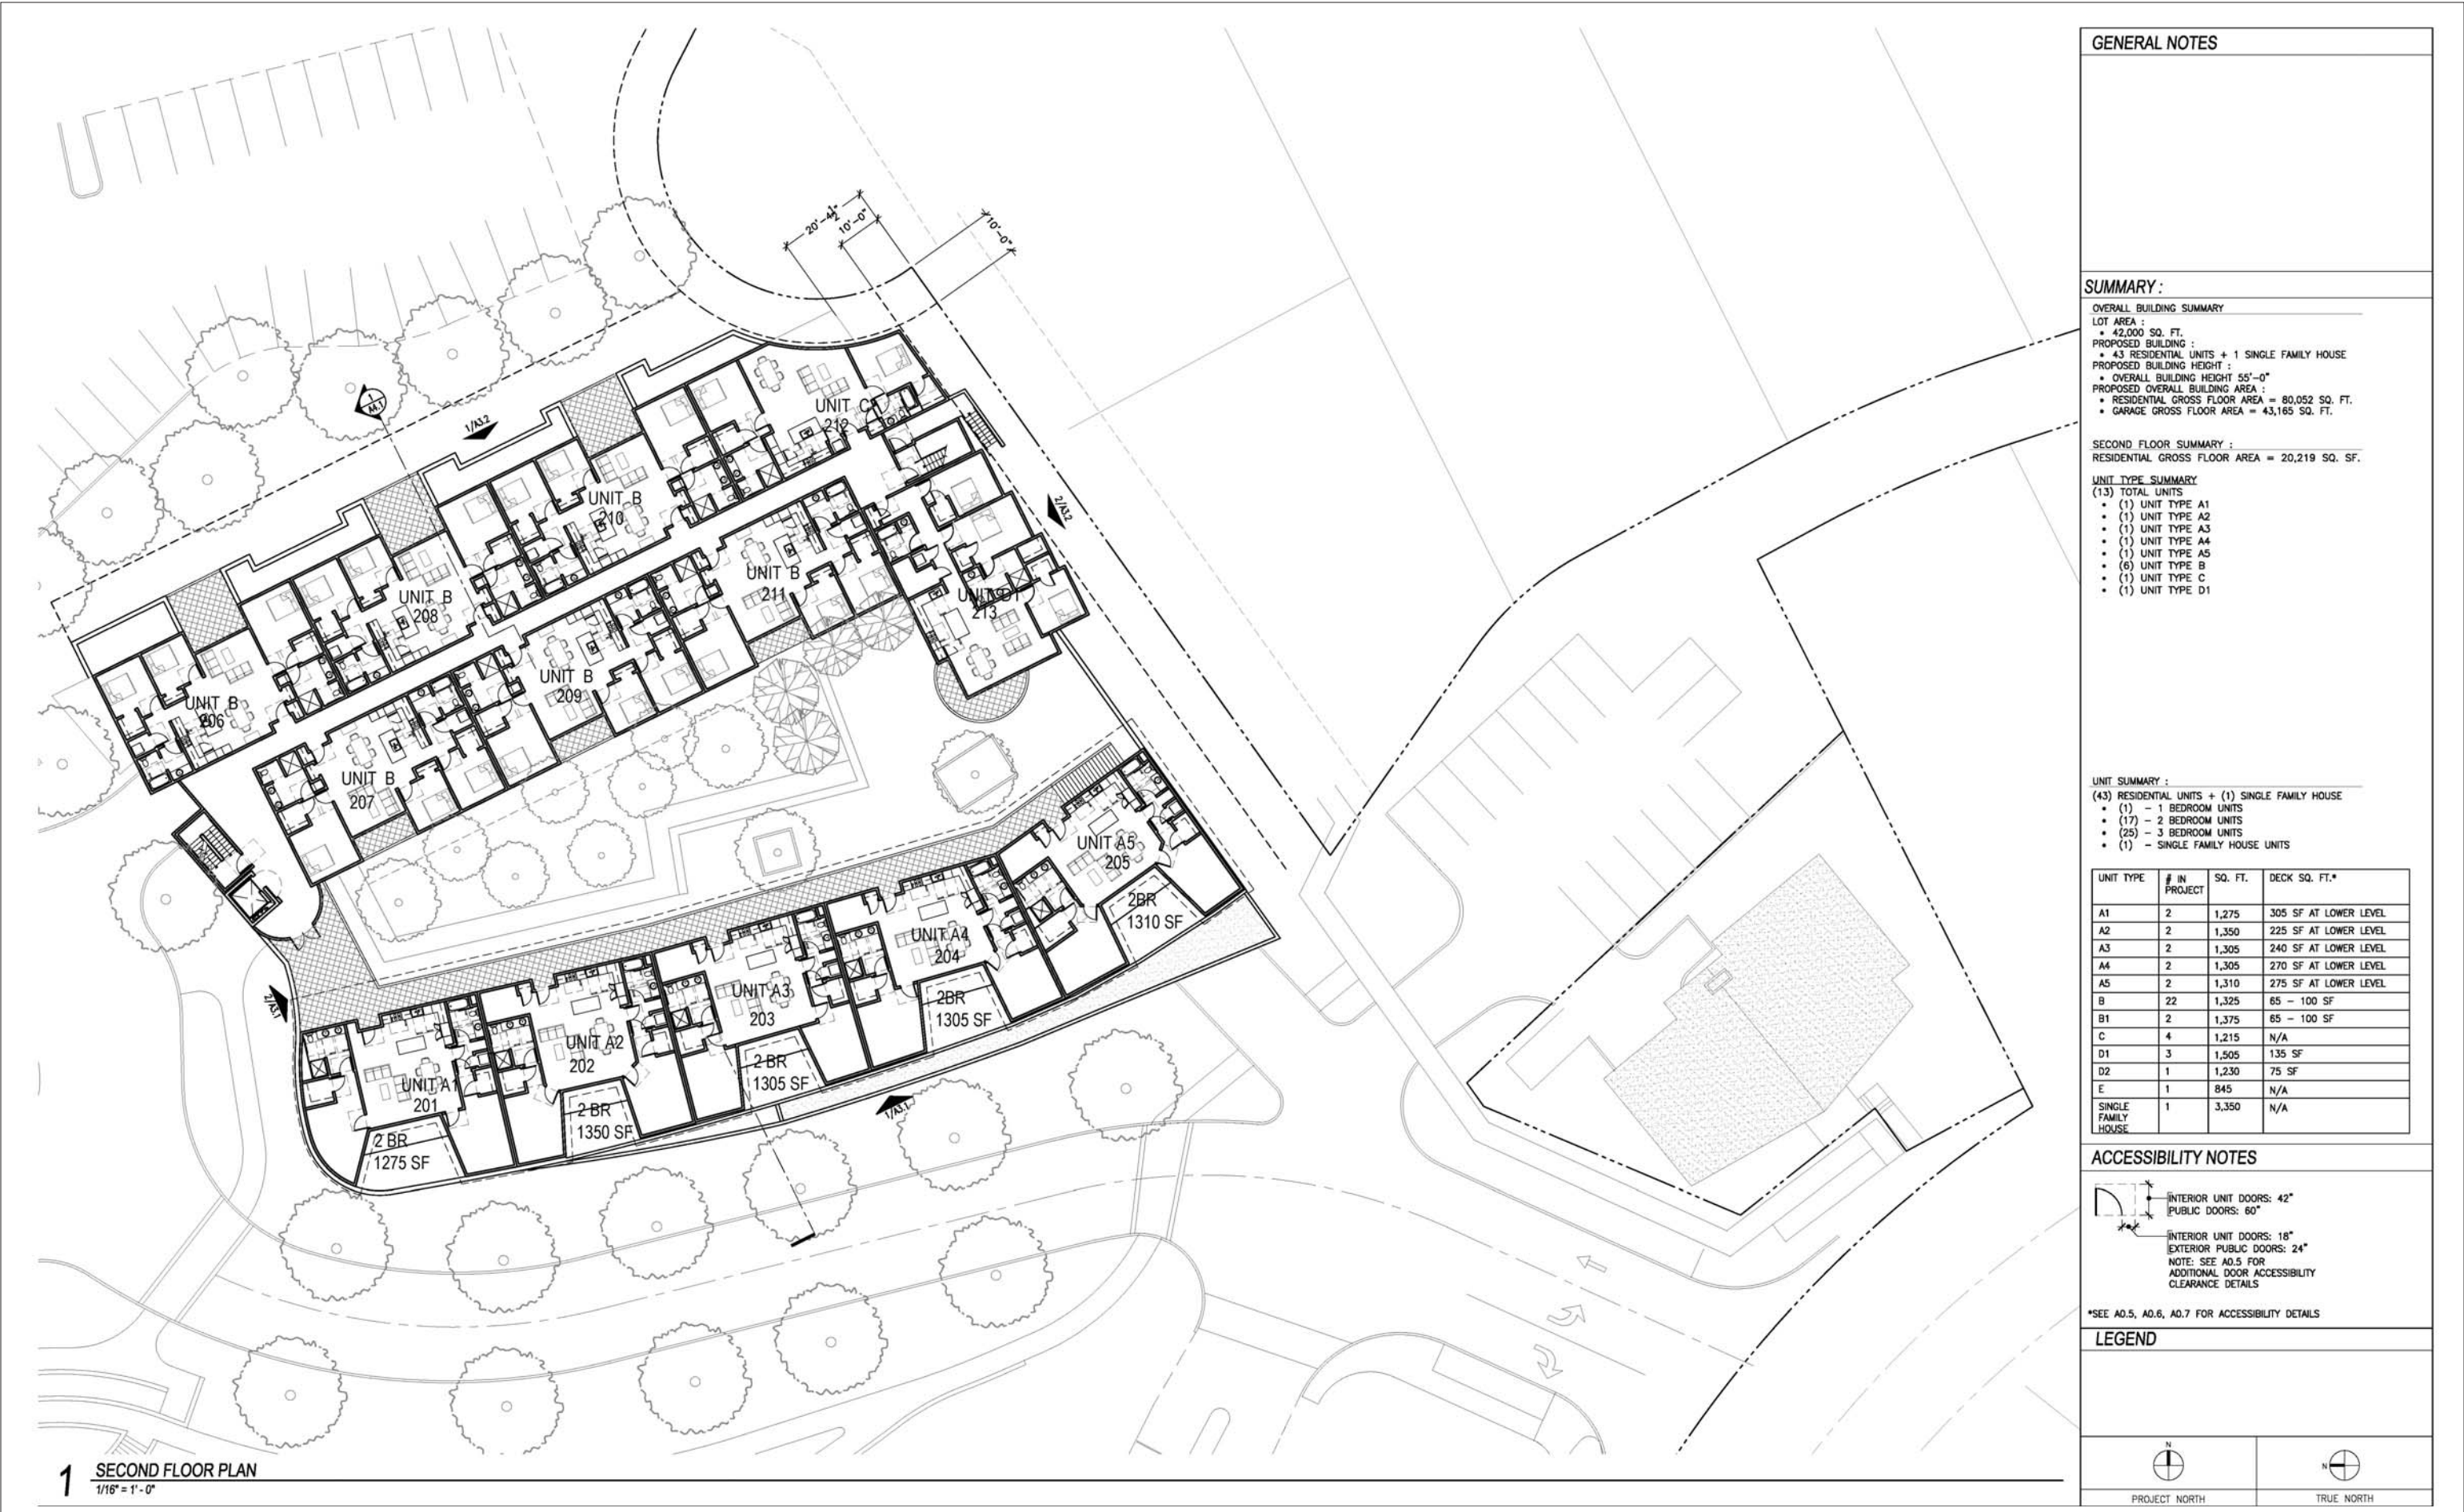 20'-4½"
10'-0"
10'-0"
1
A4.1
1/A3.2
2/A3.2
UNIT C
212
UNIT B
210
UNIT B
211
UNIT B
208
UNIT D1
213
UNIT B
209
UNIT B
206
UNIT B
207
UNIT A5
205
2BR
1310 SF
UNIT A4
204
2BR
1305 SF
UNIT A3
203
2 BR
1305 SF
UNIT A2
202
2 BR
1350 SF
UNIT A1
201
2 BR
1275 SF
2/A3.1
1/A3.1
1 SECOND FLOOR PLAN
1/16" = 1' - 0"
GENERAL NOTES
SUMMARY :
OVERALL BUILDING SUMMARY
LOT AREA :
• 42,000 SQ. FT.
PROPOSED BUILDING :
• 43 RESIDENTIAL UNITS + 1 SINGLE FAMILY HOUSE
PROPOSED BUILDING HEIGHT :
• OVERALL BUILDING HEIGHT 55'-0"
PROPOSED OVERALL BUILDING AREA :
• RESIDENTIAL GROSS FLOOR AREA = 80,052 SQ. FT.
• GARAGE GROSS FLOOR AREA = 43,165 SQ. FT.
SECOND FLOOR SUMMARY :
RESIDENTIAL GROSS FLOOR AREA = 20,219 SQ. SF.
UNIT TYPE SUMMARY
(13) TOTAL UNITS
• (1) UNIT TYPE A1
• (1) UNIT TYPE A2
• (1) UNIT TYPE A3
• (1) UNIT TYPE A4
• (1) UNIT TYPE A5
• (6) UNIT TYPE B
• (1) UNIT TYPE C
• (1) UNIT TYPE D1
UNIT SUMMARY :
(43) RESIDENTIAL UNITS + (1) SINGLE FAMILY HOUSE
• (1) - 1 BEDROOM UNITS
• (17) - 2 BEDROOM UNITS
• (25) - 3 BEDROOM UNITS
• (1) - SINGLE FAMILY HOUSE UNITS
UNIT TYPE # IN PROJECT SQ. FT. DECK SQ. FT.*
A1 2 1,275 305 SF AT LOWER LEVEL
A2 2 1,350 225 SF AT LOWER LEVEL
A3 2 1,305 240 SF AT LOWER LEVEL
A4 2 1,305 270 SF AT LOWER LEVEL
A5 2 1,310 275 SF AT LOWER LEVEL
B 22 1,325 65 - 100 SF
B1 2 1,375 65 - 100 SF
C 4 1,215 N/A
D1 3 1,505 135 SF
D2 1 1,230 75 SF
E 1 845 N/A
SINGLE FAMILY HOUSE 1 3,350 N/A
ACCESSIBILITY NOTES
INTERIOR UNIT DOORS: 42"
PUBLIC DOORS: 60"
INTERIOR UNIT DOORS: 18"
EXTERIOR PUBLIC DOORS: 24"
NOTE: SEE A0.5 FOR
ADDITIONAL DOOR ACCESSIBILITY
CLEARANCE DETAILS
*SEE A0.5, A0.6, A0.7 FOR ACCESSIBILITY DETAILS
LEGEND
N
PROJECT NORTH
N
TRUE NORTH